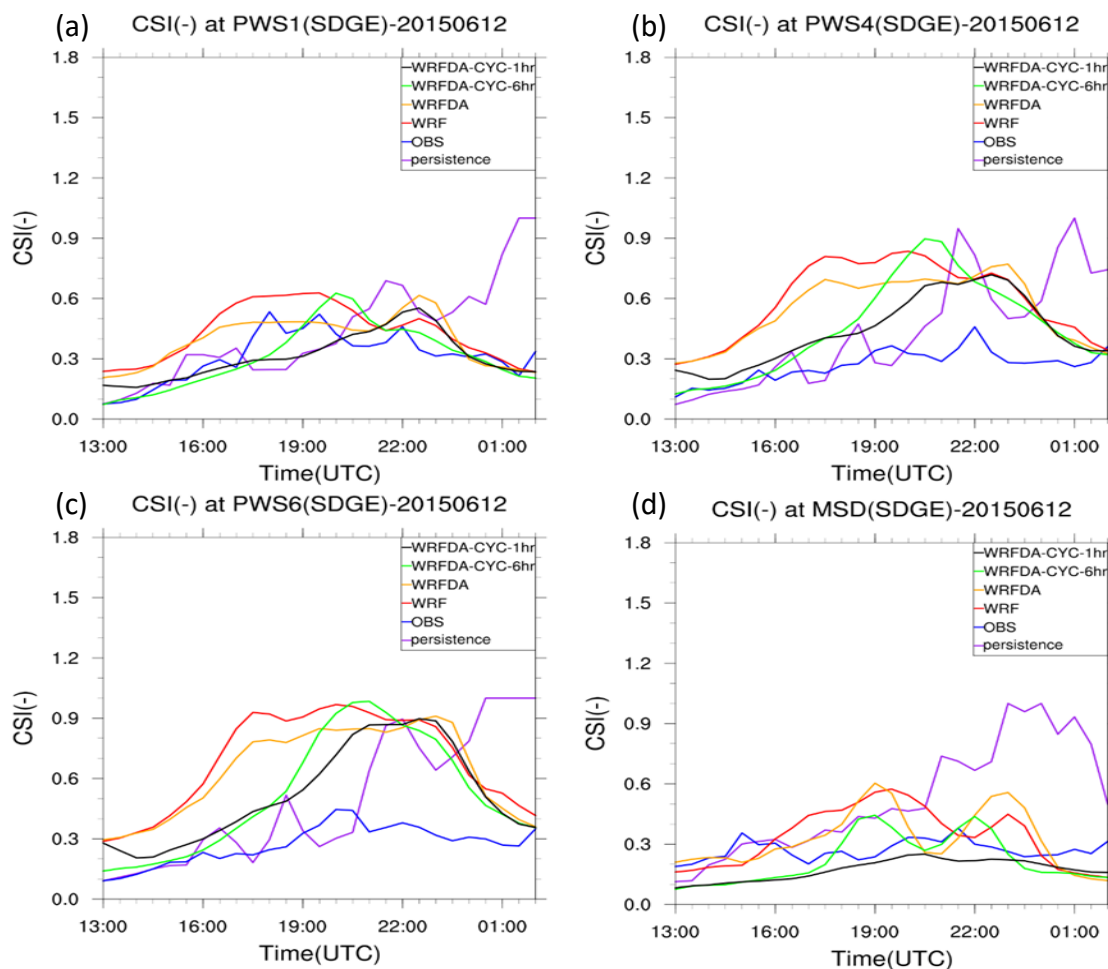 (a) CSI(-) at PWS1(SDGE)-20150612
CSI(-)
1.8
1.5
1.2
0.9
0.6
0.3
0.0
WRFDA-CYC-1hr
WRFDA-CYC-6hr
WRFDA
WRF
OBS
persistence
13:00 16:00 19:00 22:00 01:00
Time(UTC)
(b) CSI(-) at PWS4(SDGE)-20150612
CSI(-)
1.8
1.5
1.2
0.9
0.6
0.3
0.0
WRFDA-CYC-1hr
WRFDA-CYC-6hr
WRFDA
WRF
OBS
persistence
13:00 16:00 19:00 22:00 01:00
Time(UTC)
(c) CSI(-) at PWS6(SDGE)-20150612
CSI(-)
1.8
1.5
1.2
0.9
0.6
0.3
0.0
WRFDA-CYC-1hr
WRFDA-CYC-6hr
WRFDA
WRF
OBS
persistence
13:00 16:00 19:00 22:00 01:00
Time(UTC)
(d) CSI(-) at MSD(SDGE)-20150612
CSI(-)
1.8
1.5
1.2
0.9
0.6
0.3
0.0
WRFDA-CYC-1hr
WRFDA-CYC-6hr
WRFDA
WRF
OBS
persistence
13:00 16:00 19:00 22:00 01:00
Time(UTC)